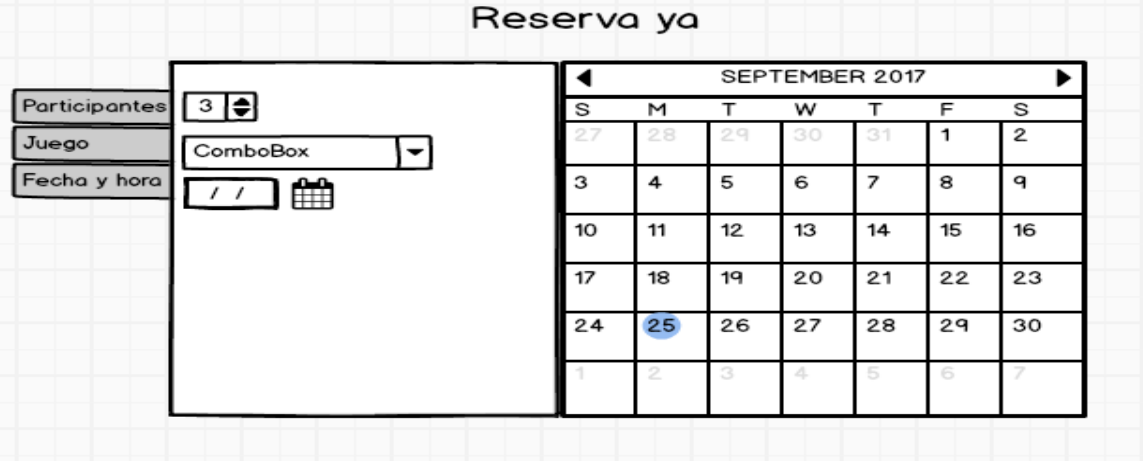 Reserva ya
Participantes
3
Juego
ComboBox
Fecha y hora
/ /
SEPTEMBER 2017
S M T W T F S
27 28 29 30 31 1 2
3 4 5 6 7 8 9
10 11 12 13 14 15 16
17 18 19 20 21 22 23
24 25 26 27 28 29 30
1 2 3 4 5 6 7